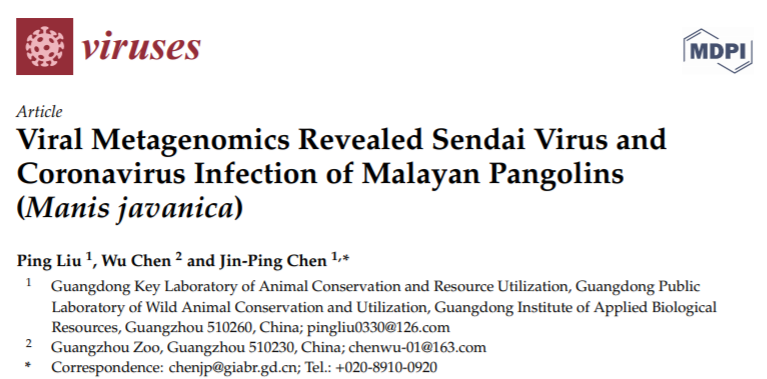 viruses
MDPI
Article
Viral Metagenomics Revealed Sendai Virus and
Coronavirus Infection of Malayan Pangolins
(Manis javanica)
Ping Liu 1, Wu Chen 2 and Jin-Ping Chen 1,*
1 Guangdong Key Laboratory of Animal Conservation and Resource Utilization, Guangdong Public
Laboratory of Wild Animal Conservation and Utilization, Guangdong Institute of Applied Biological
Resources, Guangzhou 510260, China; pingliu0330@126.com
2 Guangzhou Zoo, Guangzhou 510230, China; chenwu-01@163.com
* Correspondence: chenjp@giabr.gd.cn; Tel.: +020-8910-0920